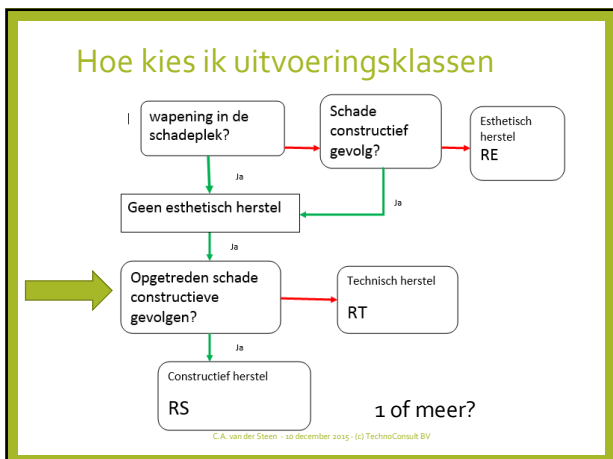 Hoe kies ik uitvoeringsklassen
wapening in de
schadeplek?
Schade
constructief
gevolg?
Esthetisch
herstel
RE
Ja
Ja
Geen esthetisch herstel
Ja
Opgetreden schade
constructieve
gevolgen?
Technisch herstel
RT
Ja
Constructief herstel
RS
1 of meer?
C.A. van der Steen - 10 december 2015 - (c) TechnoConsult BV